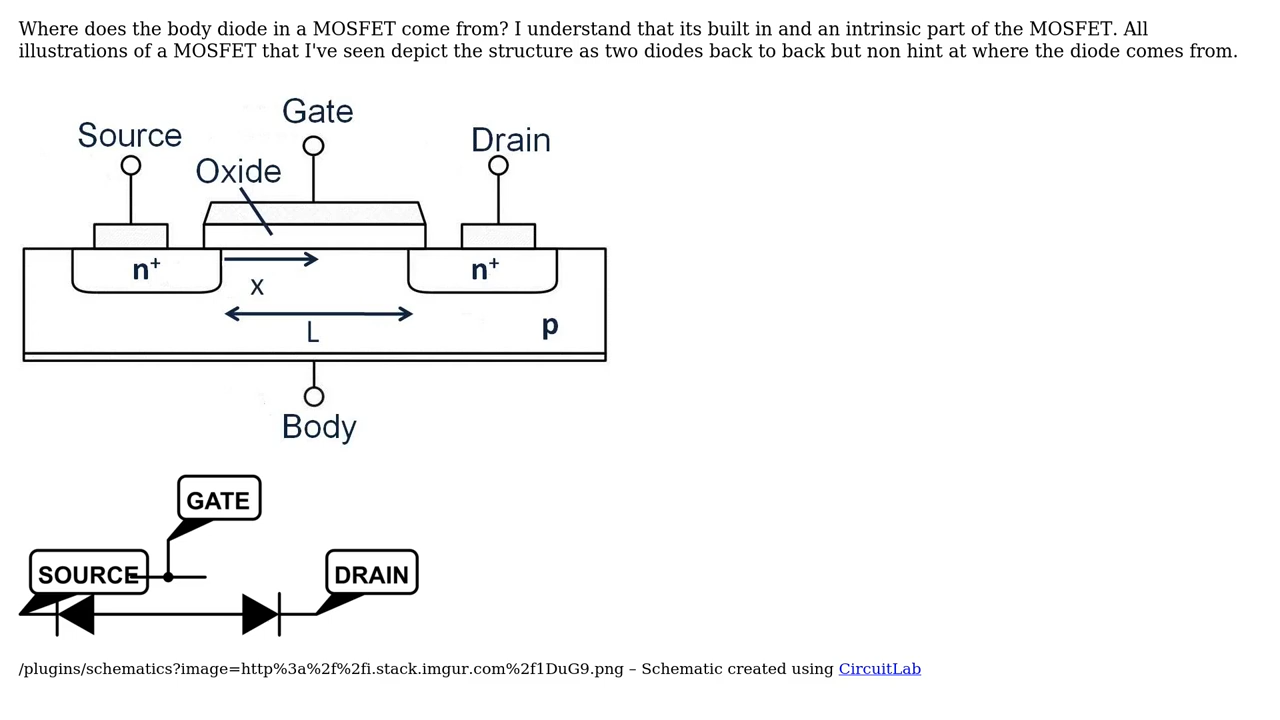 Where does the body diode in a MOSFET come from? I understand that its built in and an intrinsic part of the MOSFET. All
illustrations of a MOSFET that I've seen depict the structure as two diodes back to back but non hint at where the diode comes from.
Gate
Source
Drain
Oxide
n+
n+
x
L
p
Body
GATE
SOURCE
DRAIN
/plugins/schematics?image=http%3a%2f%2fi.stack.imgur.com%2f1DuG9.png – Schematic created using CircuitLab